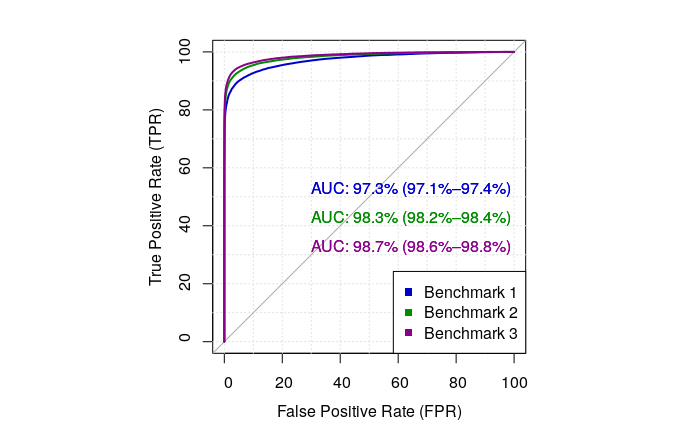 100
80
60
40
20
0
True Positive Rate (TPR)
AUC: 97.3% (97.1%–97.4%)
AUC: 98.3% (98.2%–98.4%)
AUC: 98.7% (98.6%–98.8%)
Benchmark 1
Benchmark 2
Benchmark 3
0 20 40 60 80 100
False Positive Rate (FPR)